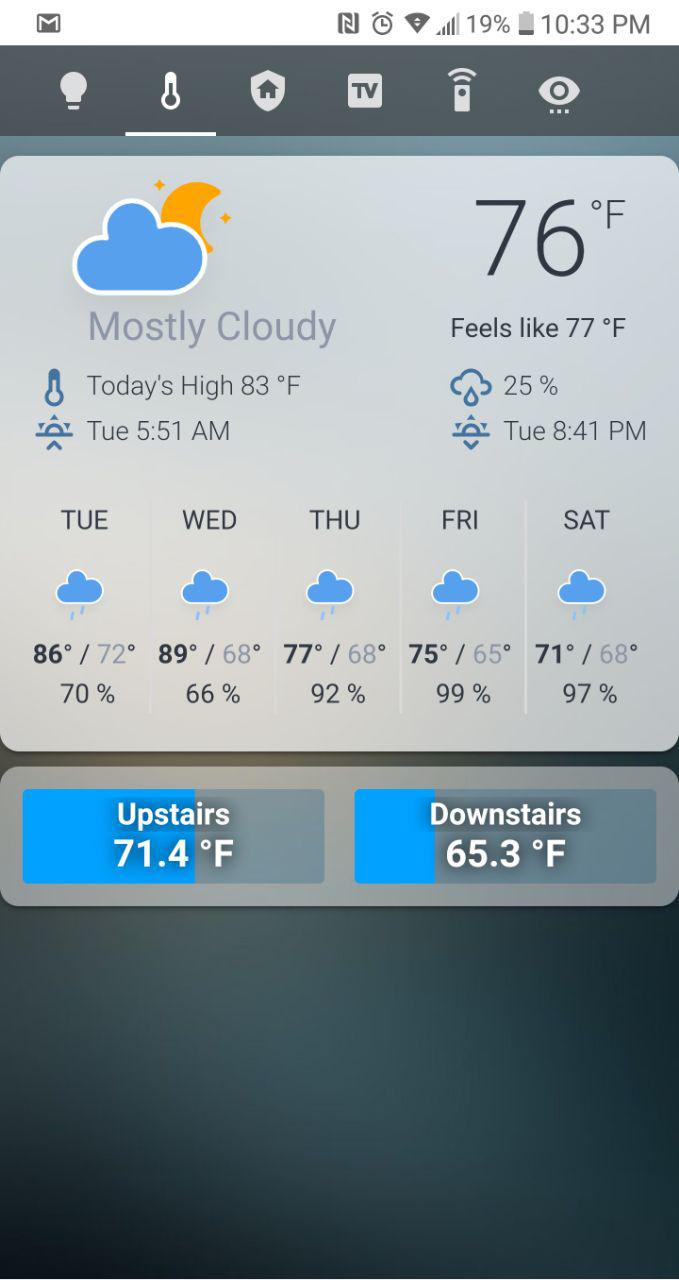 19% 10:33 PM
TV
76 °F
Mostly Cloudy
Feels like 77 °F
Today's High 83 °F
25 %
Tue 5:51 AM
Tue 8:41 PM
TUE WED THU FRI SAT
86° / 72° 89° / 68° 77° / 68° 75° / 65° 71° / 68°
70 % 66 % 92 % 99 % 97 %
Upstairs
71.4 °F
Downstairs
65.3 °F